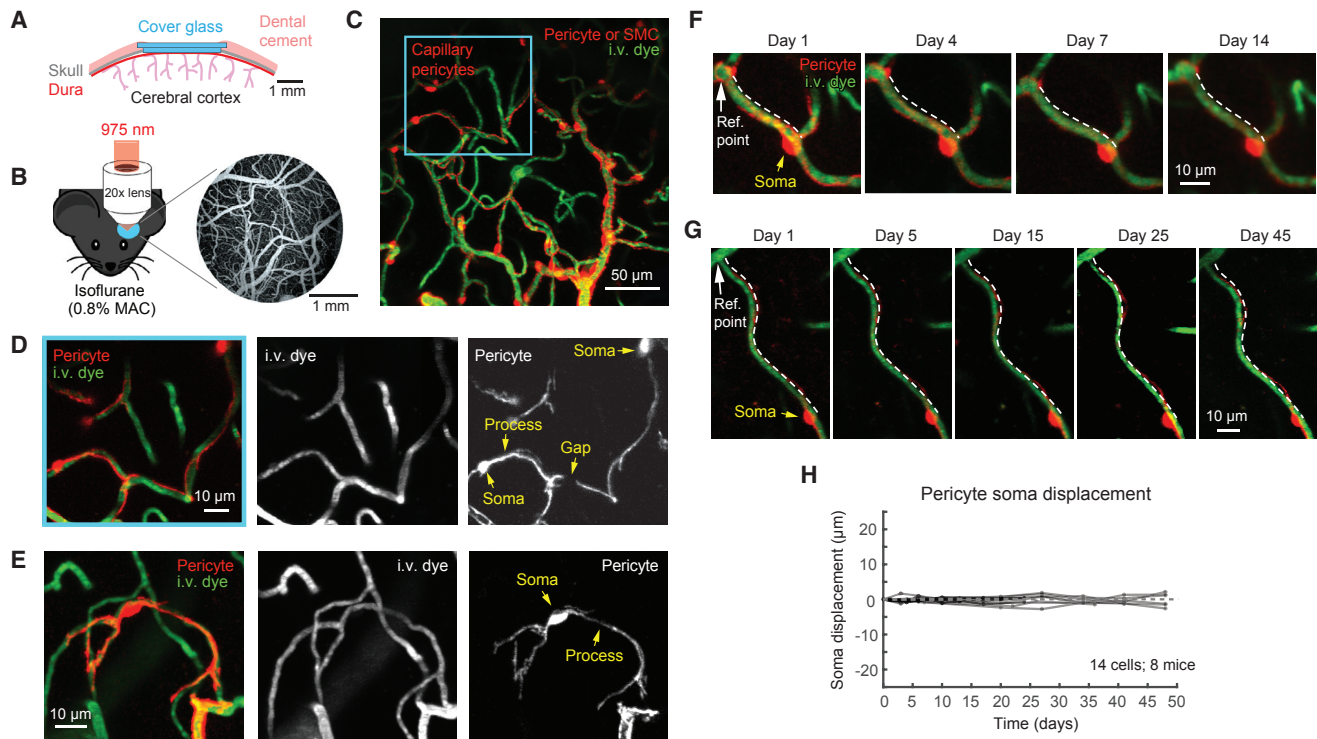 A
Cover glass
Dental
cement
Skull
Dura
Cerebral cortex
1 mm
B
975 nm
20x lens
Isoflurane
(0.8% MAC)
1 mm
C
Pericyte or SMC
i.v. dye
Capillary
pericytes
50 µm
D
Pericyte
i.v. dye
10 µm
i.v. dye
Pericyte
Soma
Process
Gap
Soma
E
Pericyte
i.v. dye
10 µm
i.v. dye
Pericyte
Soma
Process
F
Day 1
Day 4
Day 7
Day 14
Pericyte
i.v. dye
Ref.
point
Soma
10 µm
G
Day 1
Day 5
Day 15
Day 25
Day 45
Ref.
point
Soma
10 µm
H
Pericyte soma displacement
Soma displacement (µm)
20
10
0
-10
-20
14 cells; 8 mice
0 5 10 15 20 25 30 35 40 45 50
Time (days)